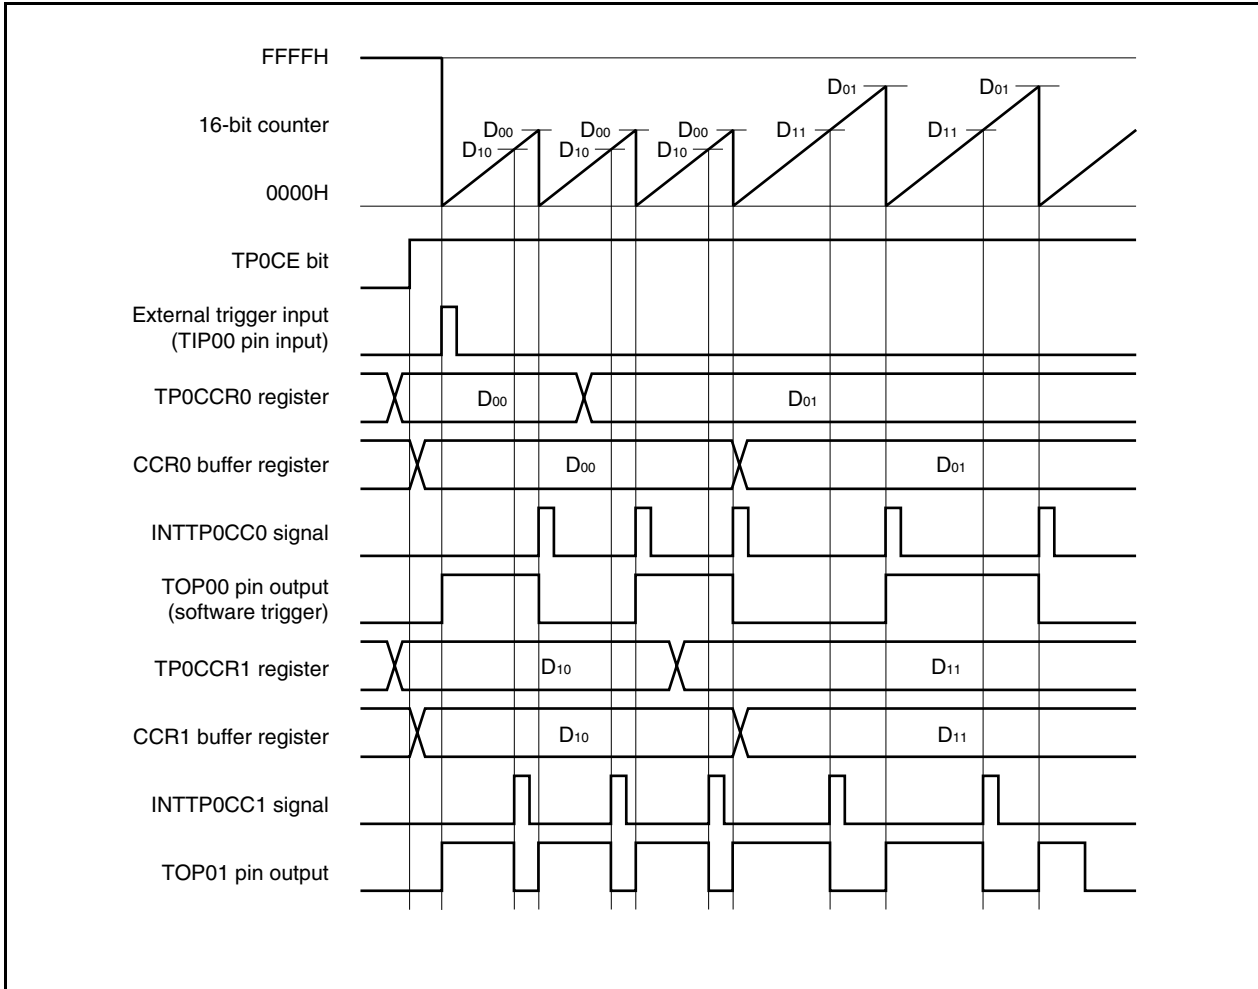 FFFFH
D01 D01
16-bit counter
D00 D00 D00 D11 D11
D10 D10 D10
0000H
TP0CE bit
External trigger input
(TIP00 pin input)
TP0CCR0 register
D00 D01
CCR0 buffer register
D00 D01
INTTP0CC0 signal
TOP00 pin output
(software trigger)
TP0CCR1 register
D10 D11
CCR1 buffer register
D10 D11
INTTP0CC1 signal
TOP01 pin output